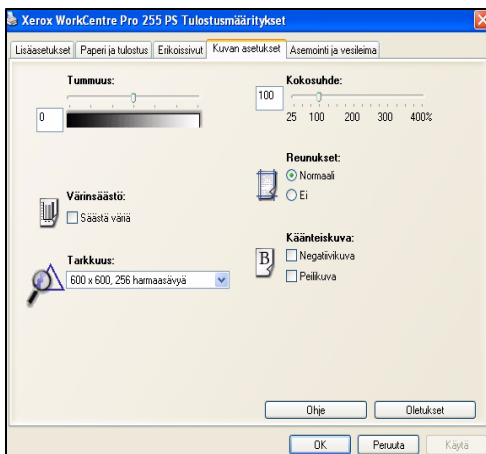 Xerox WorkCentre Pro 255 PS Tulostusmääritykset
Lisäasetukset Paperi ja tulostus Erikoissivut Kuvan asetukset Asemointi ja vesileima
Tummuus:
0
Kokosuhde:
100
25 100 200 300 400%
Reunukset:
Normaali
Ei
Värinsäästö:
Säästä väriä
Käänteiskuva:
B
Negatiivikuva
Peilikuva
Tarkkuus:
600 x 600, 256 harmaasävyä
Ohje Oletukset
OK Peruuta Käytä